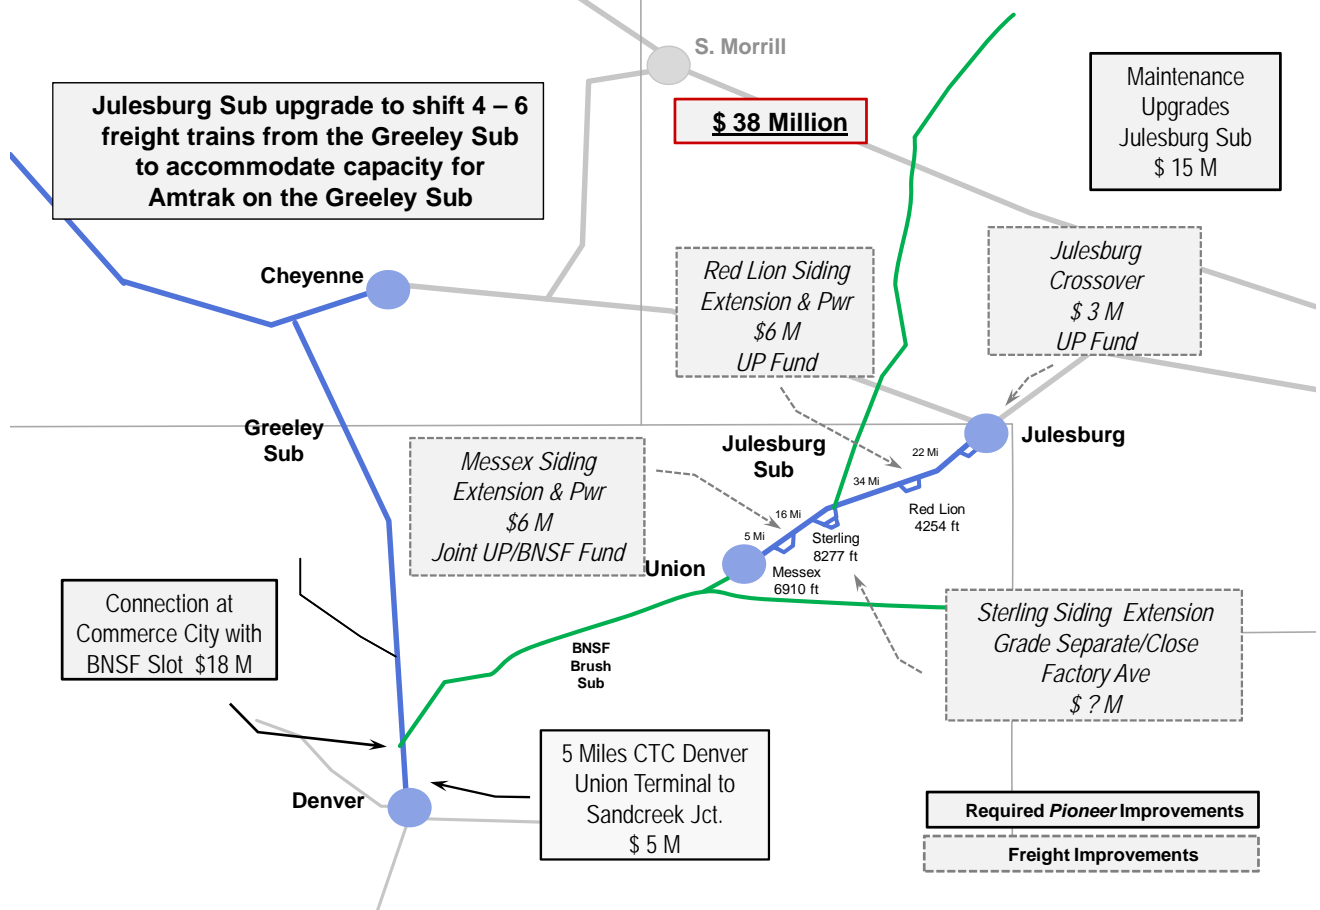 S. Morrill
Julesburg Sub upgrade to shift 4 – 6
freight trains from the Greeley Sub
to accommodate capacity for
Amtrak on the Greeley Sub
$ 38 Million
Maintenance
Upgrades
Julesburg Sub
$ 15 M
Cheyenne
Red Lion Siding
Extension & Pwr
$6 M
UP Fund
Julesburg
Crossover
$ 3 M
UP Fund
Greeley
Sub
Messex Siding
Extension & Pwr
$6 M
Joint UP/BNSF Fund
Julesburg
Sub
Julesburg
22 Mi
34 Mi
16 Mi
5 Mi
Red Lion
4254 ft
Sterling
8277 ft
Messex
6910 ft
Union
Connection at
Commerce City with
BNSF Slot $18 M
BNSF
Brush
Sub
Sterling Siding Extension
Grade Separate/Close
Factory Ave
$ ? M
Denver
5 Miles CTC Denver
Union Terminal to
Sandcreek Jct.
$ 5 M
Required Pioneer Improvements
Freight Improvements